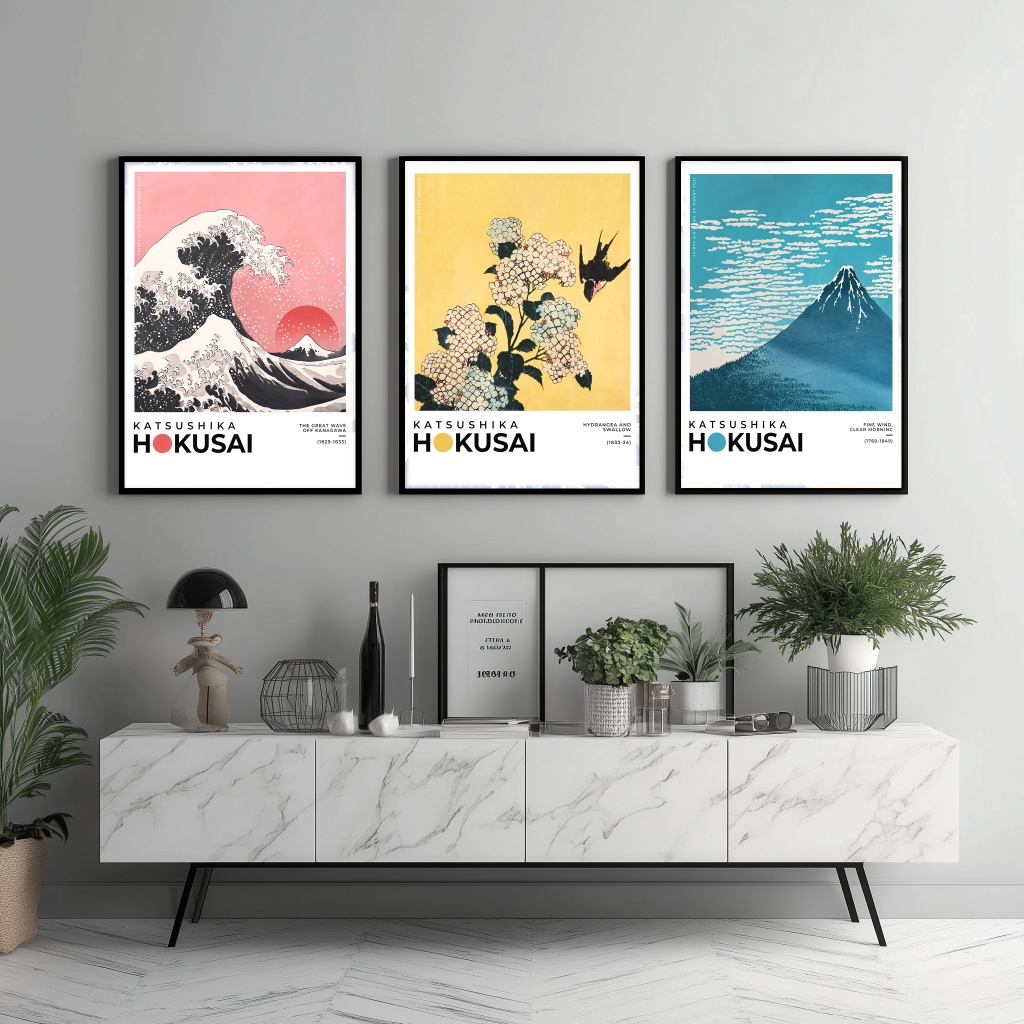 KATSUSHIKA
HOKUSAI
THE GREAT WAVE
OFF KANAGAWA
(1829-1833)
KATSUSHIKA
HOKUSAI
HYDRANGEA AND
SWALLOW
(1833-34)
KATSUSHIKA
HOKUSAI
FINE WIND,
CLEAR MORNING
(1760-1849)